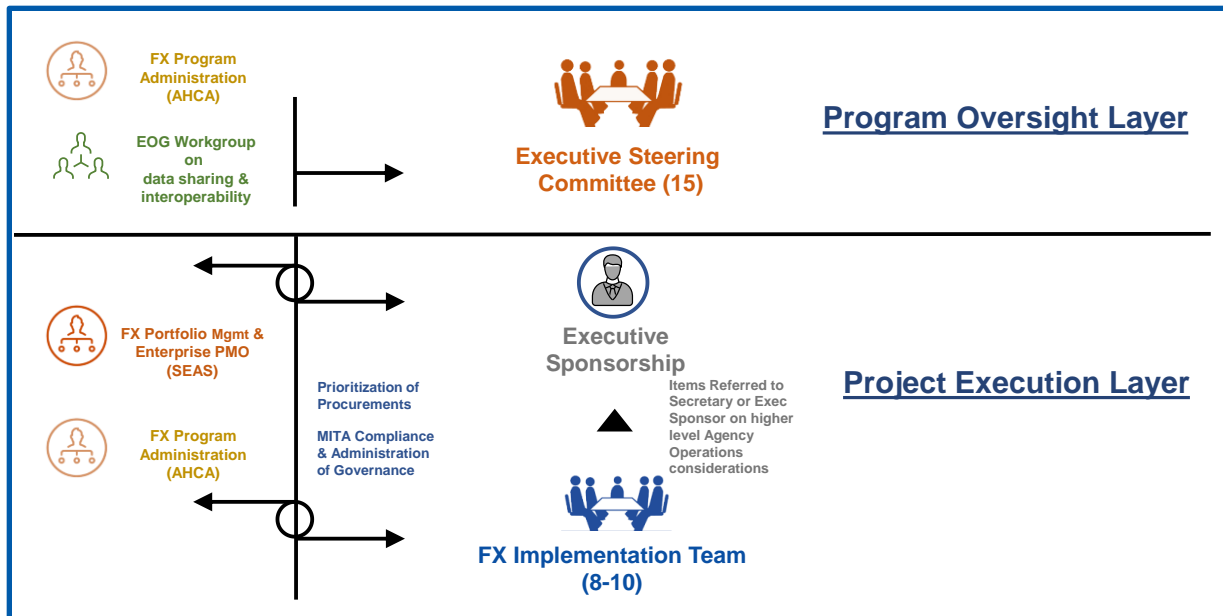 FX Program
Administration
(AHCA)
EOG Workgroup
on
data sharing &
interoperability
Executive Steering
Committee (15)
Program Oversight Layer
FX Portfolio Mgmt &
Enterprise PMO
(SEAS)
FX Program
Administration
(AHCA)
Prioritization of
Procurements
MITA Compliance
& Administration
of Governance
Executive
Sponsorship
Items Referred to
Secretary or Exec
Sponsor on higher
level Agency
Operations
considerations
FX Implementation Team
(8-10)
Project Execution Layer